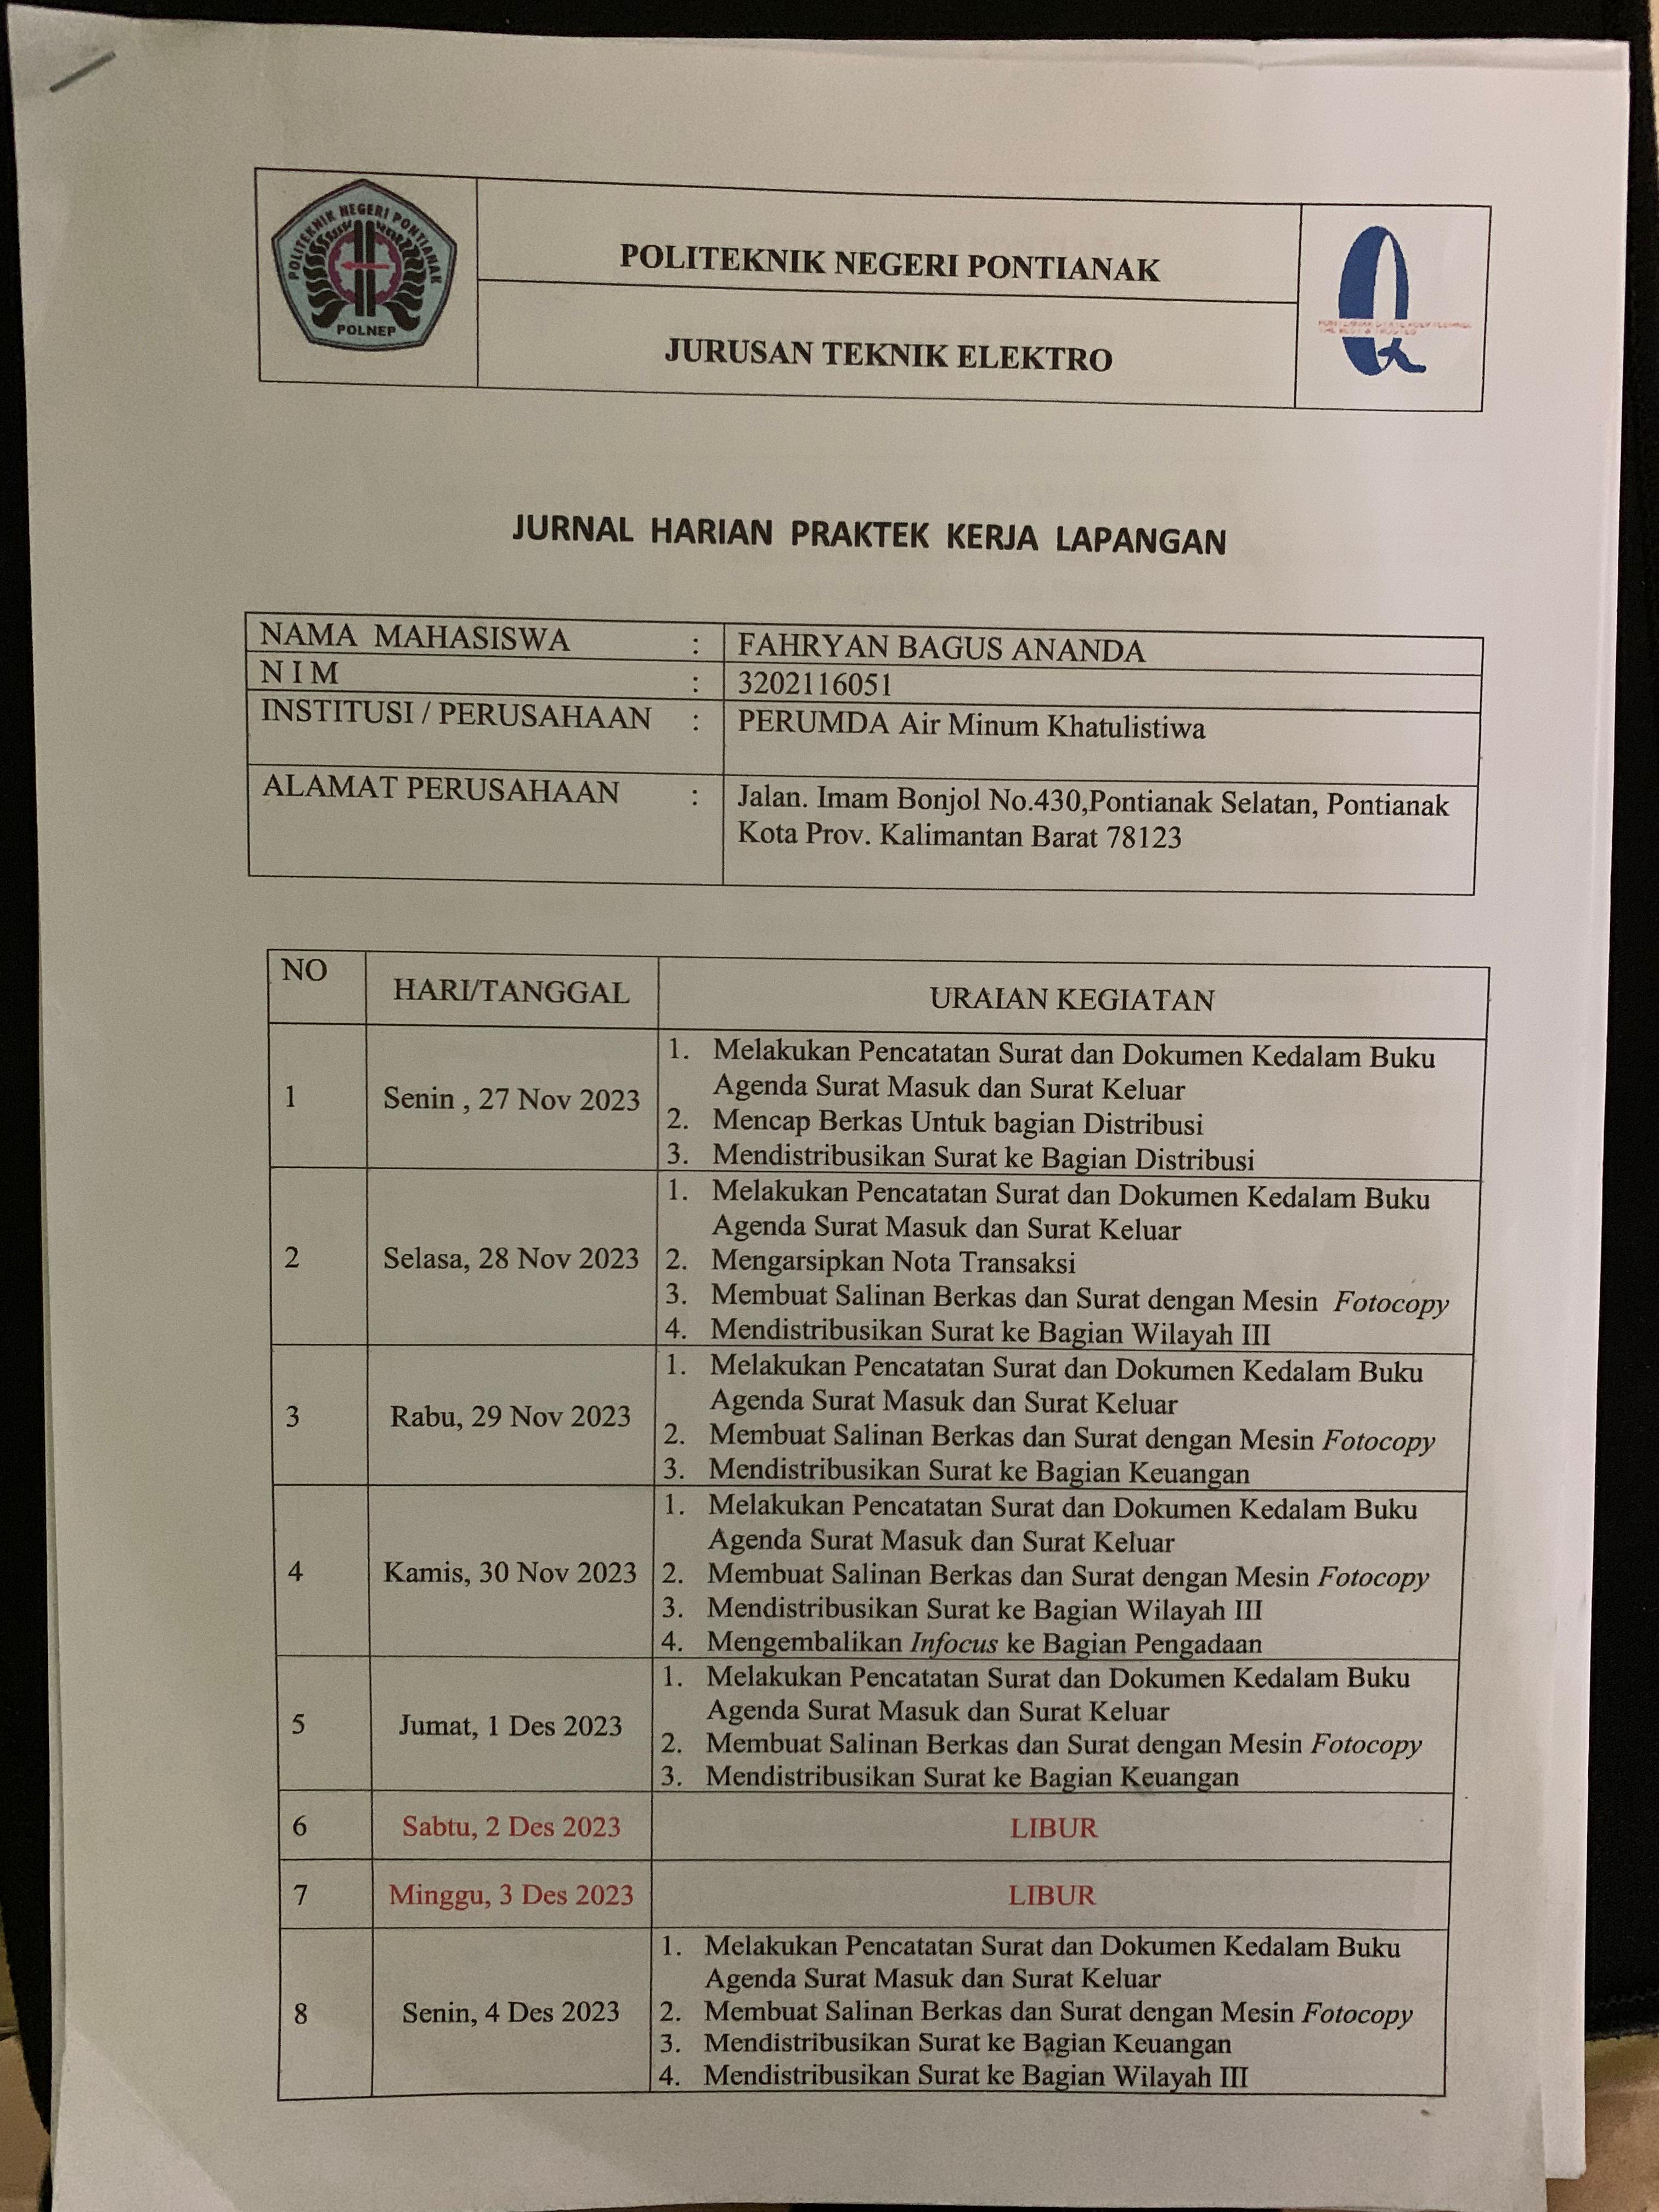 POLITEKNIK NEGERI PONTIANAK
POLNEP
POLITEKNIK NEGERI PONTIANAK
JURUSAN TEKNIK ELEKTRO
JURNAL HARIAN PRAKTEK KERJA LAPANGAN
NAMA MAHASISWA : FAHRYAN BAGUS ANANDA
N I M : 3202116051
INSTITUSI / PERUSAHAAN : PERUMDA Air Minum Khatulistiwa
ALAMAT PERUSAHAAN : Jalan. Imam Bonjol No.430,Pontianak Selatan, Pontianak
Kota Prov. Kalimantan Barat 78123
NO HARI/TANGGAL URAIAN KEGIATAN
1 Senin , 27 Nov 2023
1. Melakukan Pencatatan Surat dan Dokumen Kedalam Buku
Agenda Surat Masuk dan Surat Keluar
2. Mencap Berkas Untuk bagian Distribusi
3. Mendistribusikan Surat ke Bagian Distribusi
2 Selasa, 28 Nov 2023
1. Melakukan Pencatatan Surat dan Dokumen Kedalam Buku
Agenda Surat Masuk dan Surat Keluar
2. Mengarsipkan Nota Transaksi
3. Membuat Salinan Berkas dan Surat dengan Mesin Fotocopy
4. Mendistribusikan Surat ke Bagian Wilayah III
3 Rabu, 29 Nov 2023
1. Melakukan Pencatatan Surat dan Dokumen Kedalam Buku
Agenda Surat Masuk dan Surat Keluar
2. Membuat Salinan Berkas dan Surat dengan Mesin Fotocopy
3. Mendistribusikan Surat ke Bagian Keuangan
4 Kamis, 30 Nov 2023
1. Melakukan Pencatatan Surat dan Dokumen Kedalam Buku
Agenda Surat Masuk dan Surat Keluar
2. Membuat Salinan Berkas dan Surat dengan Mesin Fotocopy
3. Mendistribusikan Surat ke Bagian Wilayah III
4. Mengembalikan Infocus ke Bagian Pengadaan
5 Jumat, 1 Des 2023
1. Melakukan Pencatatan Surat dan Dokumen Kedalam Buku
Agenda Surat Masuk dan Surat Keluar
2. Membuat Salinan Berkas dan Surat dengan Mesin Fotocopy
3. Mendistribusikan Surat ke Bagian Keuangan
6 Sabtu, 2 Des 2023 LIBUR
7 Minggu, 3 Des 2023 LIBUR
8 Senin, 4 Des 2023
1. Melakukan Pencatatan Surat dan Dokumen Kedalam Buku
Agenda Surat Masuk dan Surat Keluar
2. Membuat Salinan Berkas dan Surat dengan Mesin Fotocopy
3. Mendistribusikan Surat ke Bagian Keuangan
4. Mendistribusikan Surat ke Bagian Wilayah III